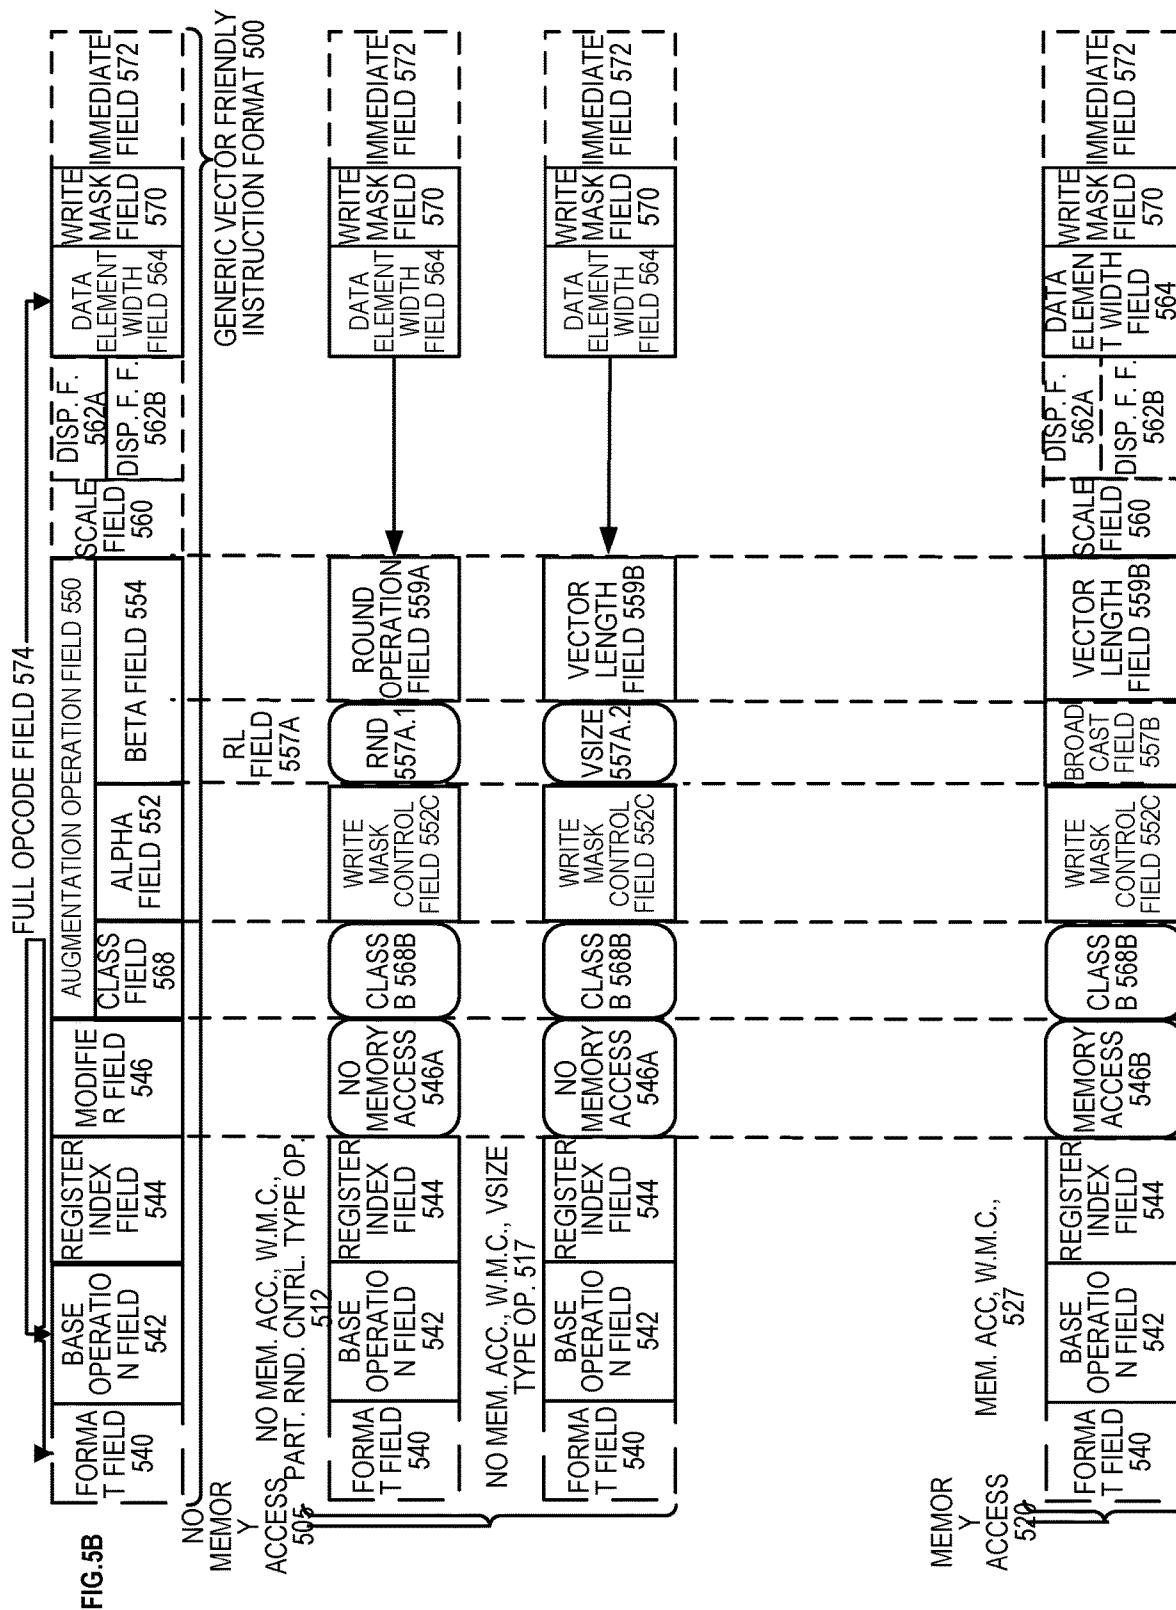 FIG.5B
FULL OPCODE FIELD 574
FORMA
T FIELD
540
BASE
OPERATIO
N FIELD
542
REGISTER
INDEX
FIELD
544
MODIFIE
R FIELD
546
AUGMENTATION OPERATION FIELD 550
CLASS
FIELD
568
ALPHA
FIELD 552
BETA FIELD 554
SCALE
FIELD
560
DISP. F.
562A
DISP. F. F.
562B
DATA
ELEMENT
WIDTH
FIELD 564
WRITE
MASK
FIELD
570
IMMEDIATE
FIELD 572
GENERIC VECTOR FRIENDLY
INSTRUCTION FORMAT 500
NO
MEMOR
Y
ACCESS
505
NO MEM. ACC., W.M.C.,
PART. RND. CNTRL. TYPE OP.
512
RL
FIELD
557A
FORMA
T FIELD
540
BASE
OPERATIO
N FIELD
542
REGISTER
INDEX
FIELD
544
NO
MEMORY
ACCESS
546A
CLASS
B 568B
WRITE
MASK
CONTROL
FIELD 552C
RND
557A.1
ROUND
OPERATION
FIELD 559A
DATA
ELEMENT
WIDTH
FIELD 564
WRITE
MASK
FIELD
570
IMMEDIATE
FIELD 572
NO MEM. ACC., W.M.C., VSIZE
TYPE OP. 517
FORMA
T FIELD
540
BASE
OPERATIO
N FIELD
542
REGISTER
INDEX
FIELD
544
NO
MEMORY
ACCESS
546A
CLASS
B 568B
WRITE
MASK
CONTROL
FIELD 552C
VSIZE
557A.2
VECTOR
LENGTH
FIELD 559B
DATA
ELEMENT
WIDTH
FIELD 564
WRITE
MASK
FIELD
570
IMMEDIATE
FIELD 572
MEMOR
Y
ACCESS
520
MEM. ACC, W.M.C.,
527
FORMA
T FIELD
540
BASE
OPERATIO
N FIELD
542
REGISTER
INDEX
FIELD
544
MEMORY
ACCESS
546B
CLASS
B 568B
WRITE
MASK
CONTROL
FIELD 552C
BROAD
CAST
FIELD
557B
VECTOR
LENGTH
FIELD 559B
SCALE
FIELD
560
DISP. F.
562A
DISP. F. F.
562B
DATA
ELEMEN
T WIDTH
FIELD
564
WRITE
MASK
FIELD
570
IMMEDIATE
FIELD 572